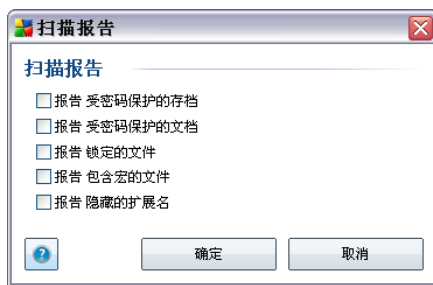 扫描报告
扫描报告
报告 受密码保护的存档
报告 受密码保护的文档
报告 锁定的文件
报告 包含宏的文件
报告 隐藏的扩展名
确定 取消